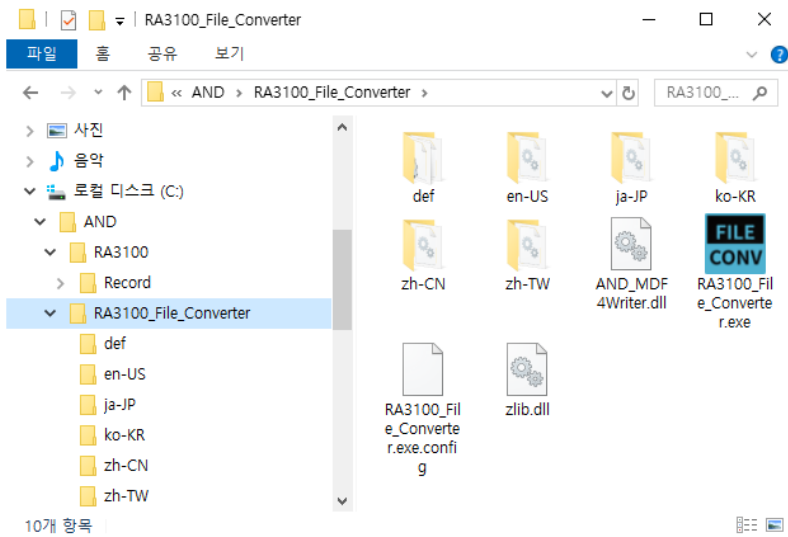 RA3100_File_Converter
파일 홈 공유 보기
« AND > RA3100_File_Converter >
RA3100_...
사진
음악
로컬 디스크 (C:)
AND
RA3100
Record
RA3100_File_Converter
def
en-US
ja-JP
ko-KR
zh-CN
zh-TW
def
en-US
ja-JP
ko-KR
zh-CN
zh-TW
AND_MDF
4Writer.dll
FILE
CONV
RA3100_Fil
e_Converte
r.exe
RA3100_Fil
e_Converte
r.exe.confi
g
zlib.dll
10개 항목